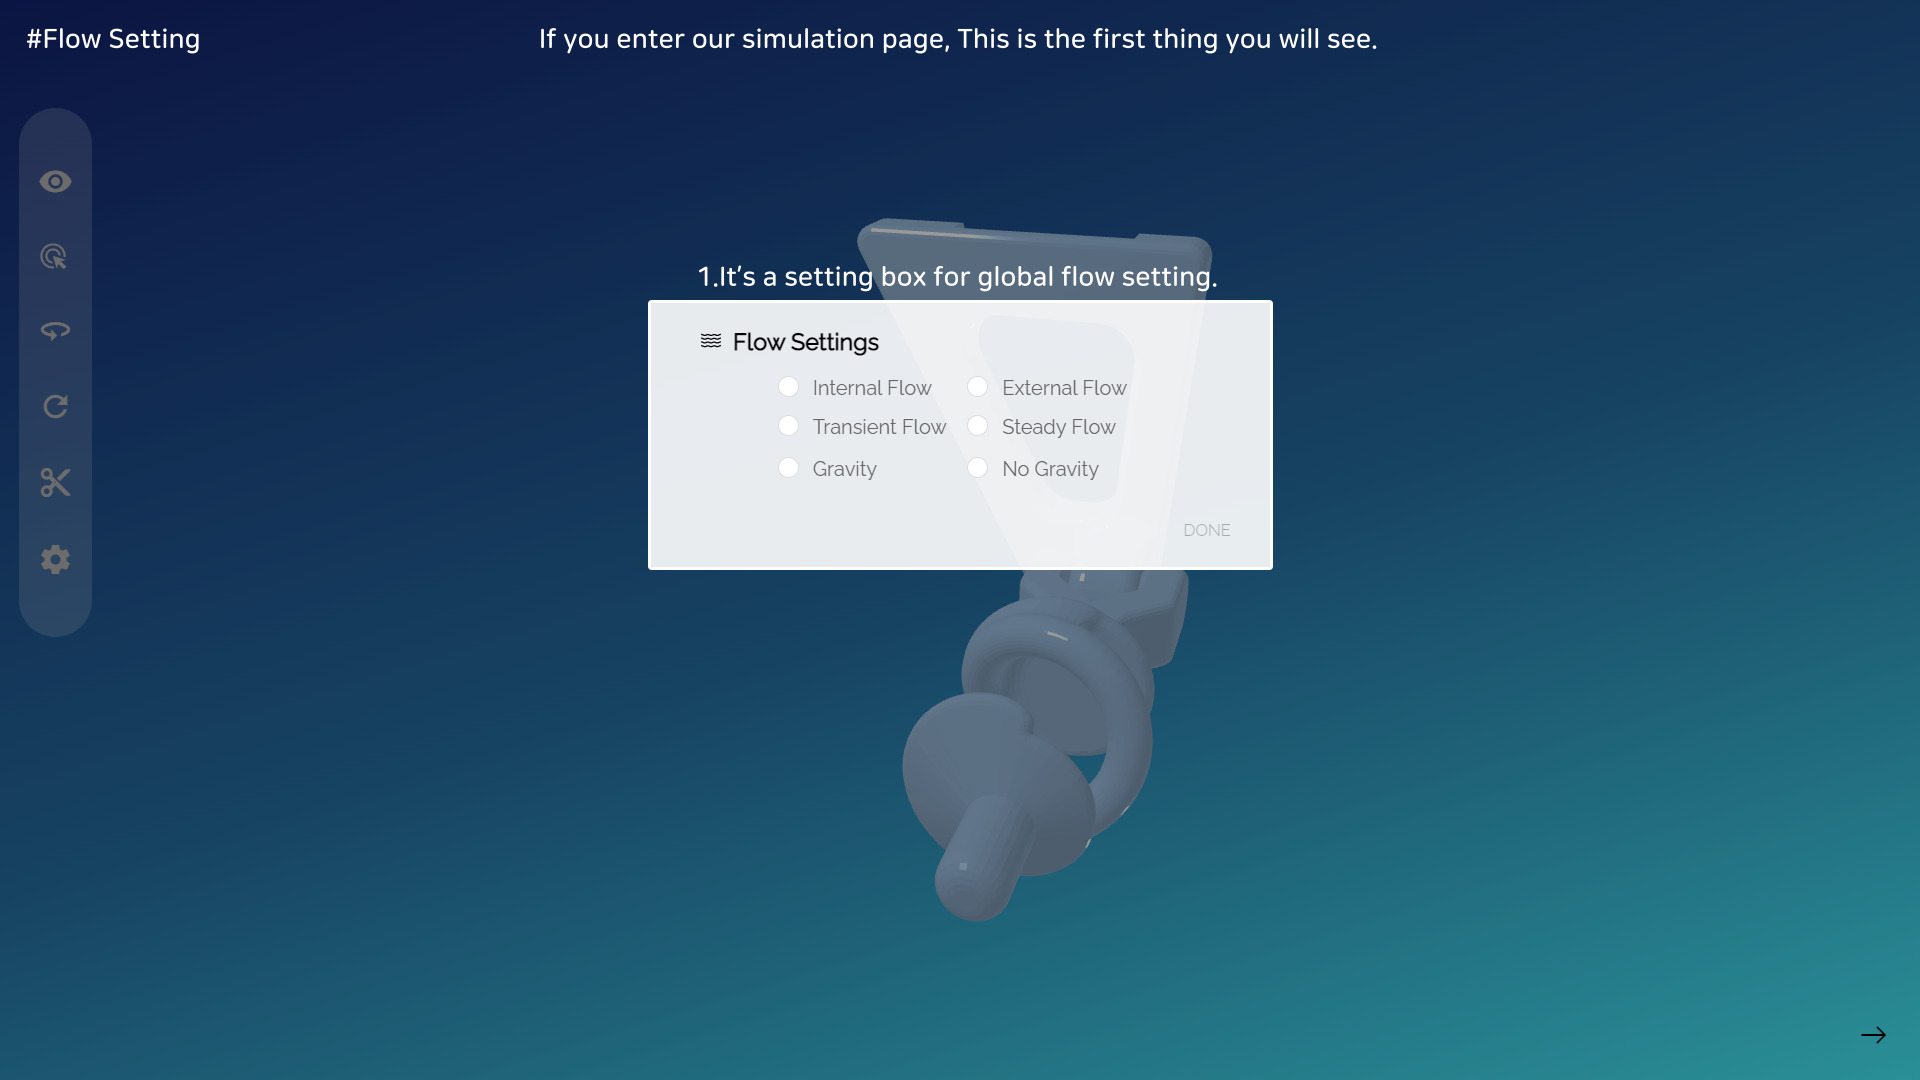 #Flow Setting
If you enter our simulation page, This is the first thing you will see.
1.It's a setting box for global flow setting.
Flow Settings
Internal Flow External Flow
Transient Flow Steady Flow
Gravity No Gravity
DONE